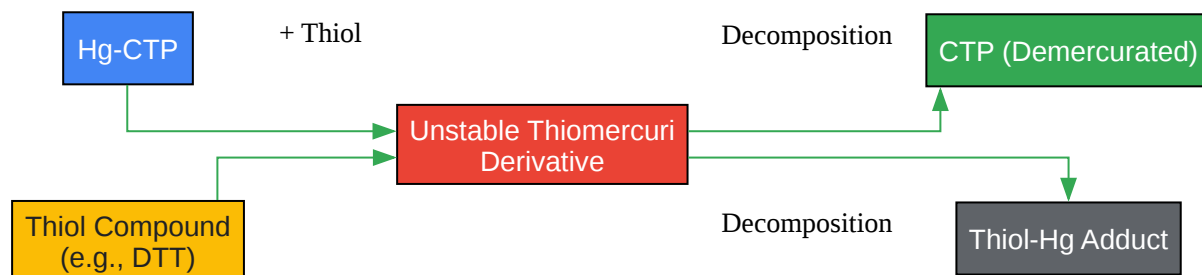 Hg-CTP
+ Thiol
Decomposition
CTP (Demercurated)
Unstable Thiomercuri
Derivative
Thiol Compound
(e.g., DTT)
Decomposition
Thiol-Hg Adduct